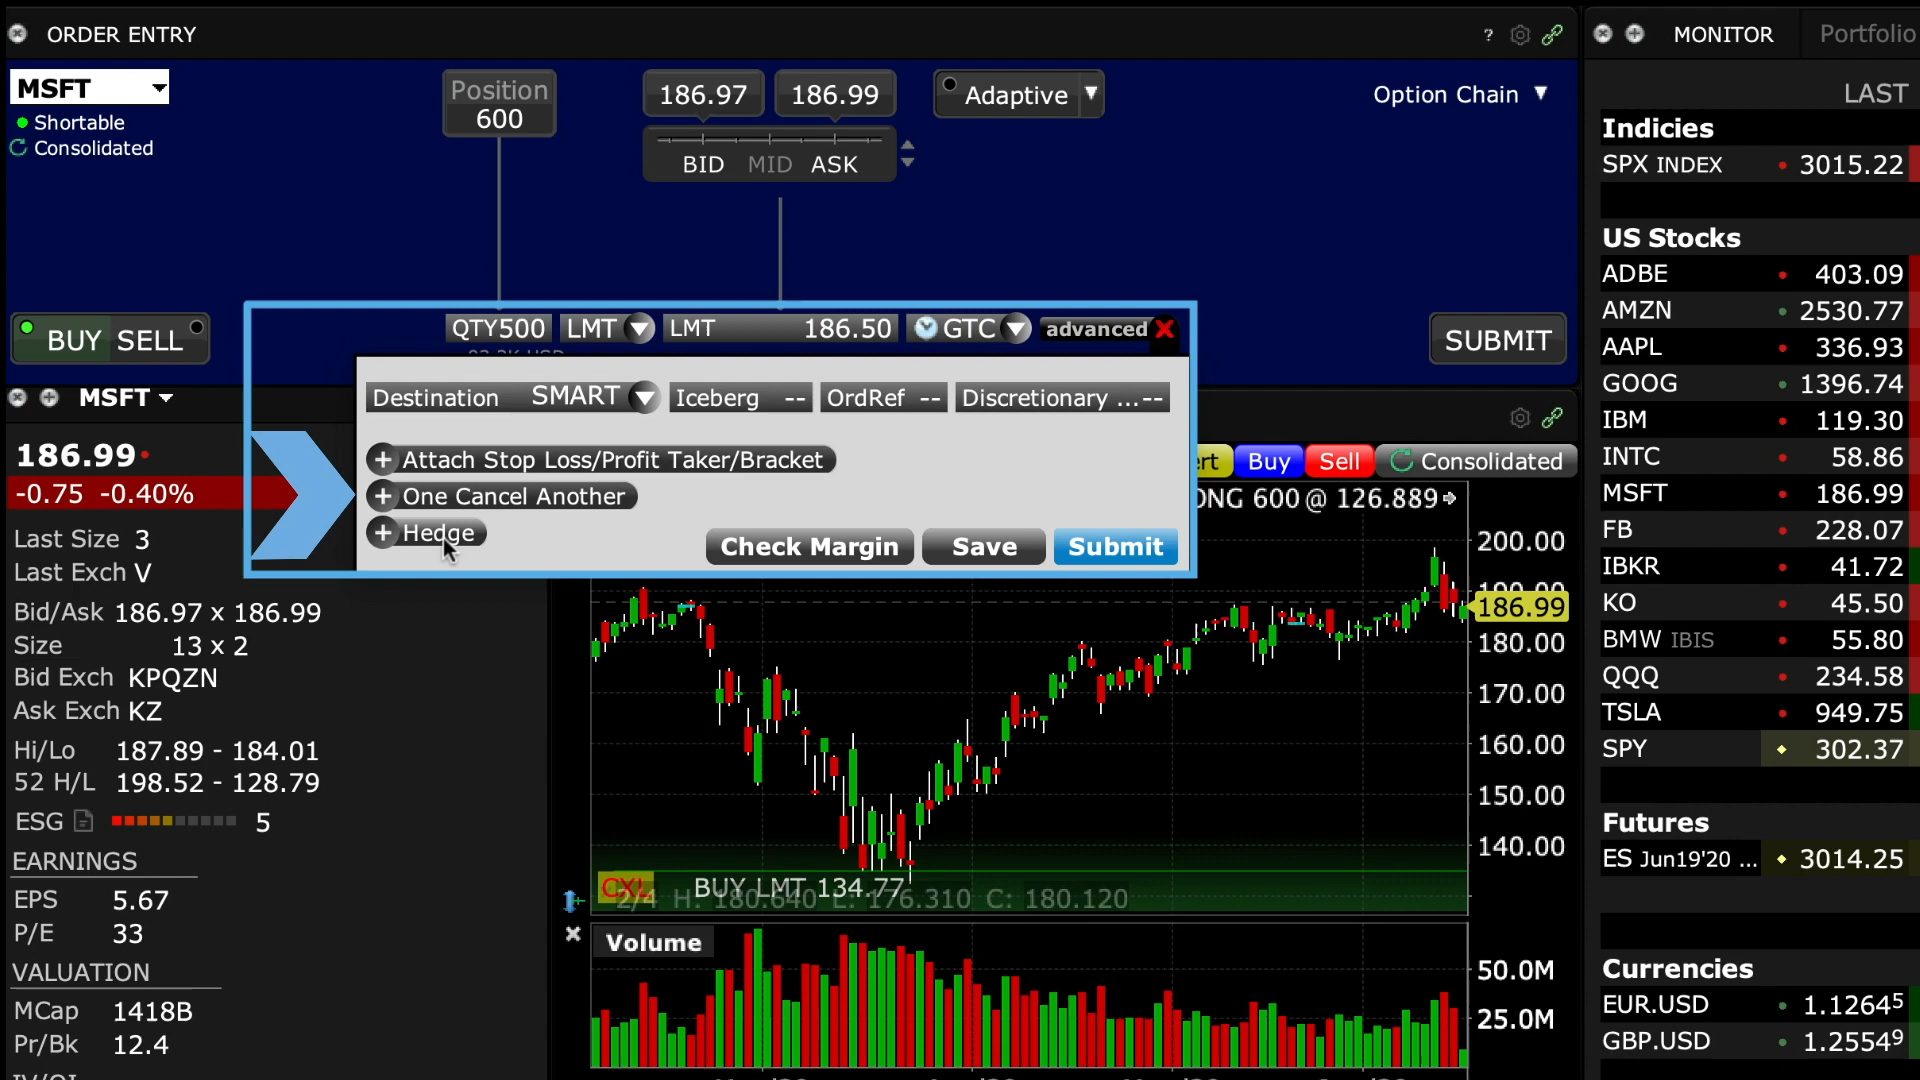 ORDER ENTRY
?
MONITOR
Portfolio
MSFT
Shortable
Consolidated
Position
600
186.97
186.99
BID MID ASK
Adaptive
Option Chain
BUY SELL
QTY500
LMT
LMT 186.50
GTC
advanced
SUBMIT
Destination SMART
Iceberg --
OrdRef --
Discretionary ...--
+ Attach Stop Loss/Profit Taker/Bracket
+ One Cancel Another
+ Hedge
Check Margin
Save
Submit
MSFT
186.99
-0.75 -0.40%
Last Size 3
Last Exch V
Bid/Ask 186.97 x 186.99
Size 13 x 2
Bid Exch KPQZN
Ask Exch KZ
Hi/Lo 187.89 - 184.01
52 H/L 198.52 - 128.79
ESG 5
EARNINGS
EPS 5.67
P/E 33
VALUATION
MCap 1418B
Pr/Bk 12.4
Buy
Sell
Consolidated
600 @ 126.889
200.00
190.00
186.99
180.00
170.00
160.00
150.00
140.00
CXL
BUY LMT 134.77
2/4 H: 180.640 L: 176.310 C: 180.120
Volume
50.0M
25.0M
LAST
Indicies
SPX INDEX 3015.22
US Stocks
ADBE 403.09
AMZN 2530.77
AAPL 336.93
GOOG 1396.74
IBM 119.30
INTC 58.86
MSFT 186.99
FB 228.07
IBKR 41.72
KO 45.50
BMW IBIS 55.80
QQQ 234.58
TSLA 949.75
SPY 302.37
Futures
ES Jun19'20 ... 3014.25
Currencies
EUR.USD 1.12645
GBP.USD 1.25549